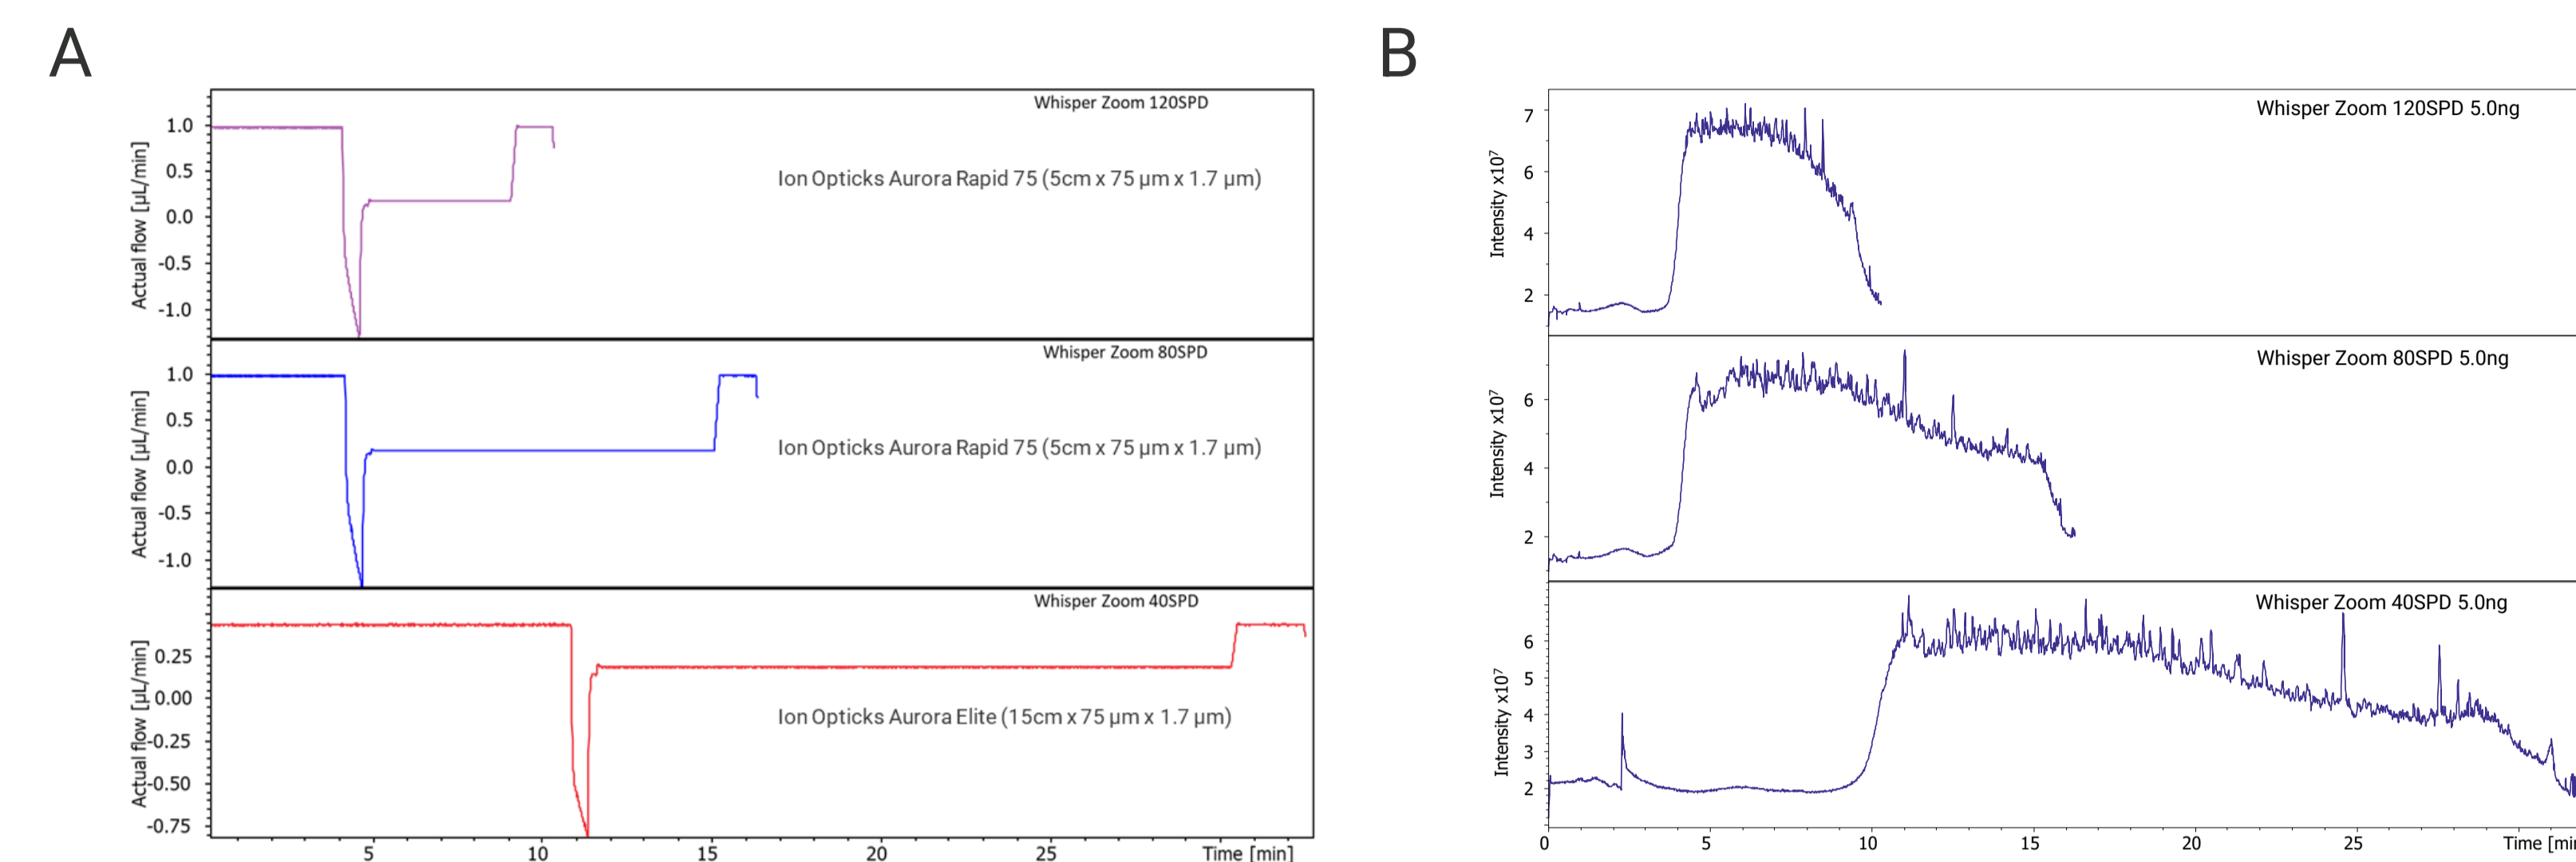 A
Whisper Zoom 120SPD
Ion Opticks Aurora Rapid 75 (5cm x 75 µm x 1.7 µm)
Actual flow [µL/min]
1.0
0.5
0.0
-0.5
-1.0
Whisper Zoom 80SPD
Ion Opticks Aurora Rapid 75 (5cm x 75 µm x 1.7 µm)
Actual flow [µL/min]
1.0
0.5
0.0
-0.5
-1.0
Whisper Zoom 40SPD
Ion Opticks Aurora Elite (15cm x 75 µm x 1.7 µm)
Actual flow [µL/min]
0.25
0.00
-0.25
-0.50
-0.75
5 10 15 20 25 Time [min]
B
Whisper Zoom 120SPD 5.0ng
Intensity x10⁷
7
6
4
2
Whisper Zoom 80SPD 5.0ng
Intensity x10⁷
6
4
2
Whisper Zoom 40SPD 5.0ng
Intensity x10⁷
6
5
4
3
2
0 5 10 15 20 25 Time [mi